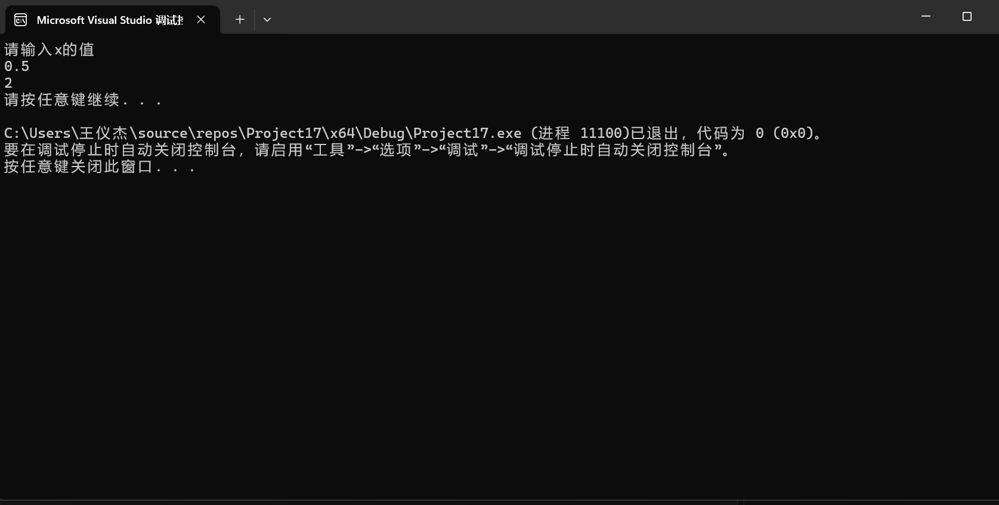 Microsoft Visual Studio 调试
请输入x的值
0.5
2
请按任意键继续. . .
C:\Users\王仪杰\source\repos\Project17\x64\Debug\Project17.exe (进程 11100)已退出，代码为 0 (0x0)。
要在调试停止时自动关闭控制台，请启用“工具”->“选项”->“调试”->“调试停止时自动关闭控制台”。
按任意键关闭此窗口. . .